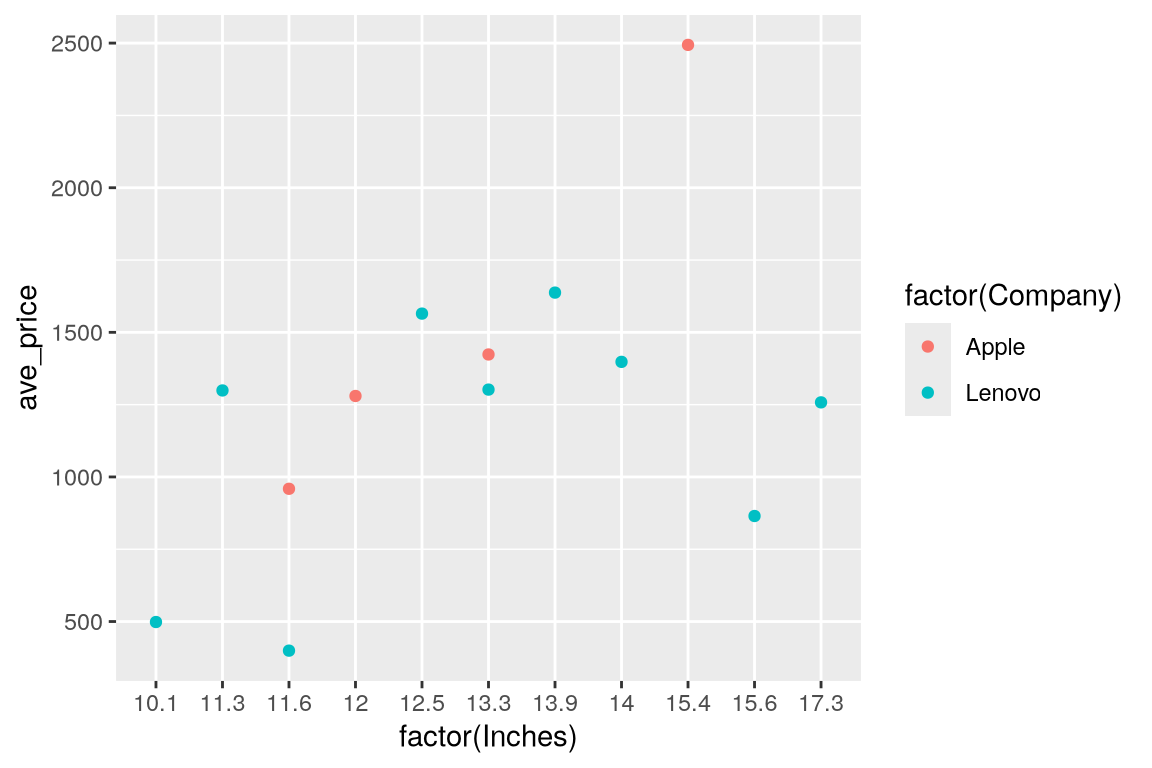 2500
2000
1500
1000
500
ave_price
10.1 11.3 11.6 12 12.5 13.3 13.9 14 15.4 15.6 17.3
factor(Inches)
factor(Company)
Apple
Lenovo